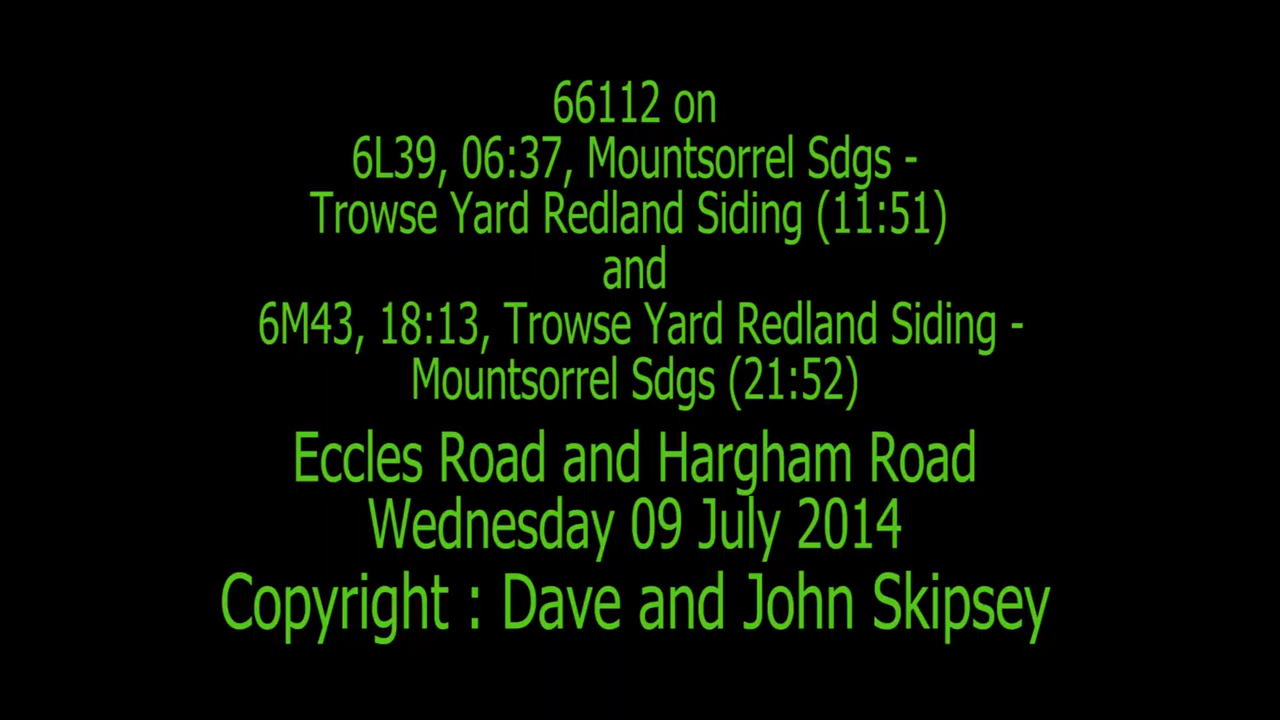 66112 on
6L39, 06:37, Mountsorrel Sdgs -
Trowse Yard Redland Siding (11:51)
and
6M43, 18:13, Trowse Yard Redland Siding -
Mountsorrel Sdgs (21:52)
Eccles Road and Hargham Road
Wednesday 09 July 2014
Copyright : Dave and John Skipsey